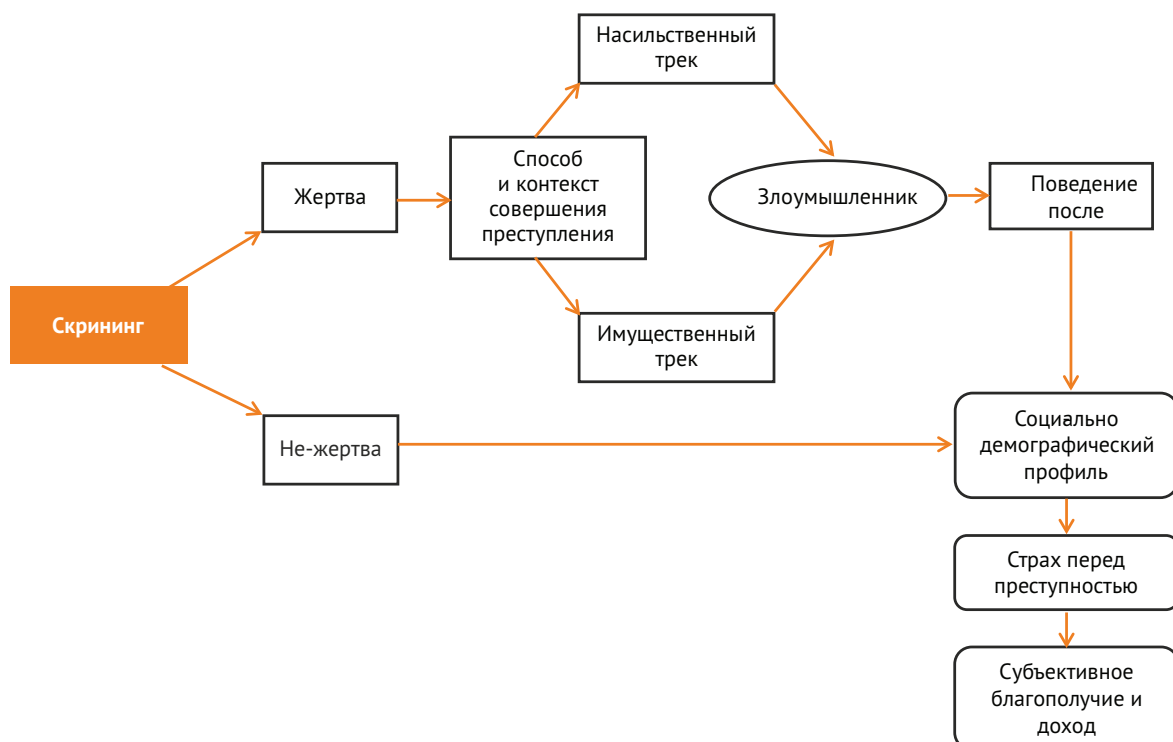 Насильственный
трек
Способ
и контекст
совершения
преступления
Жертва
Злоумышленник
Поведение
после
Скрининг
Имущественный
трек
Не-жертва
Социально
демографический
профиль
Страх перед
преступностью
Субъективное
благополучие и
доход